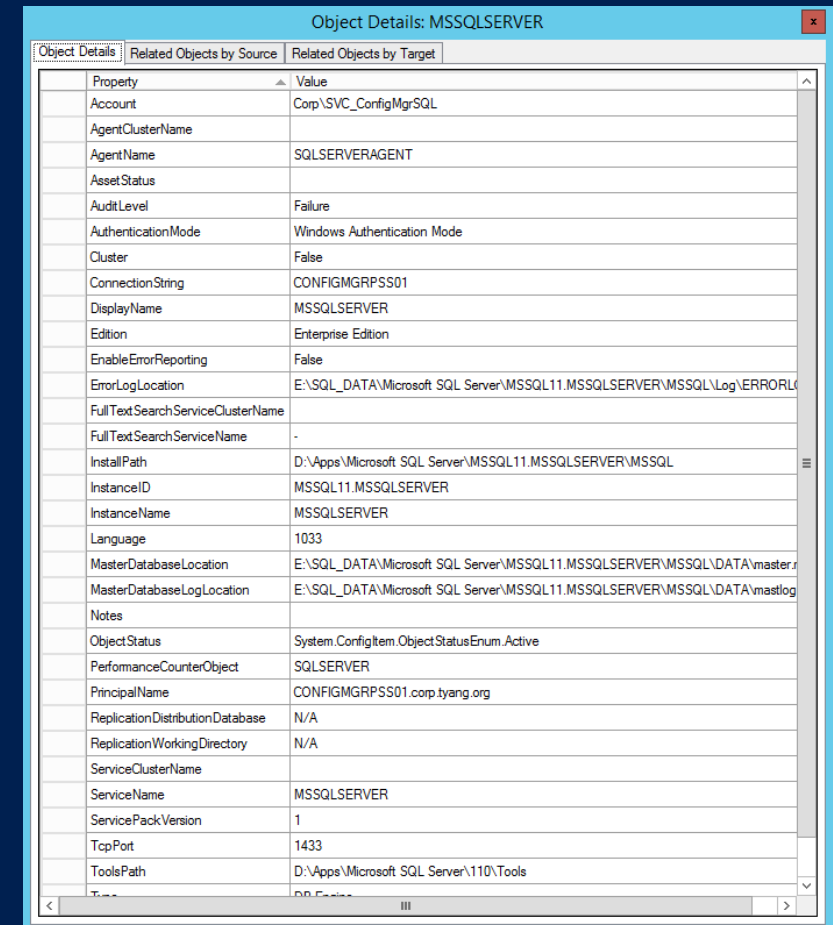 Object Details: MSSQLSERVER
x
Object Details Related Objects by Source Related Objects by Target
Property Value
Account Corp\SVC_ConfigMgrSQL
AgentClusterName
AgentName SQLSERVERAGENT
AssetStatus
AuditLevel Failure
AuthenticationMode Windows Authentication Mode
Cluster False
ConnectionString CONFIGMGRPSS01
DisplayName MSSQLSERVER
Edition Enterprise Edition
EnableErrorReporting False
ErrorLogLocation E:\SQL_DATA\Microsoft SQL Server\MSSQL11.MSSQLSERVER\MSSQL\Log\ERRORLO
FullTextSearchServiceClusterName
FullTextSearchServiceName -
InstallPath D:\Apps\Microsoft SQL Server\MSSQL11.MSSQLSERVER\MSSQL
InstanceID MSSQL11.MSSQLSERVER
InstanceName MSSQLSERVER
Language 1033
MasterDatabaseLocation E:\SQL_DATA\Microsoft SQL Server\MSSQL11.MSSQLSERVER\MSSQL\DATA\master.m
MasterDatabaseLogLocation E:\SQL_DATA\Microsoft SQL Server\MSSQL11.MSSQLSERVER\MSSQL\DATA\mastlog
Notes
ObjectStatus System.ConfigItem.ObjectStatusEnum.Active
PerformanceCounterObject SQLSERVER
PrincipalName CONFIGMGRPSS01.corp.tyang.org
ReplicationDistributionDatabase N/A
ReplicationWorkingDirectory N/A
ServiceClusterName
ServiceName MSSQLSERVER
ServicePackVersion 1
TcpPort 1433
ToolsPath D:\Apps\Microsoft SQL Server\110\Tools
Type DB Engine